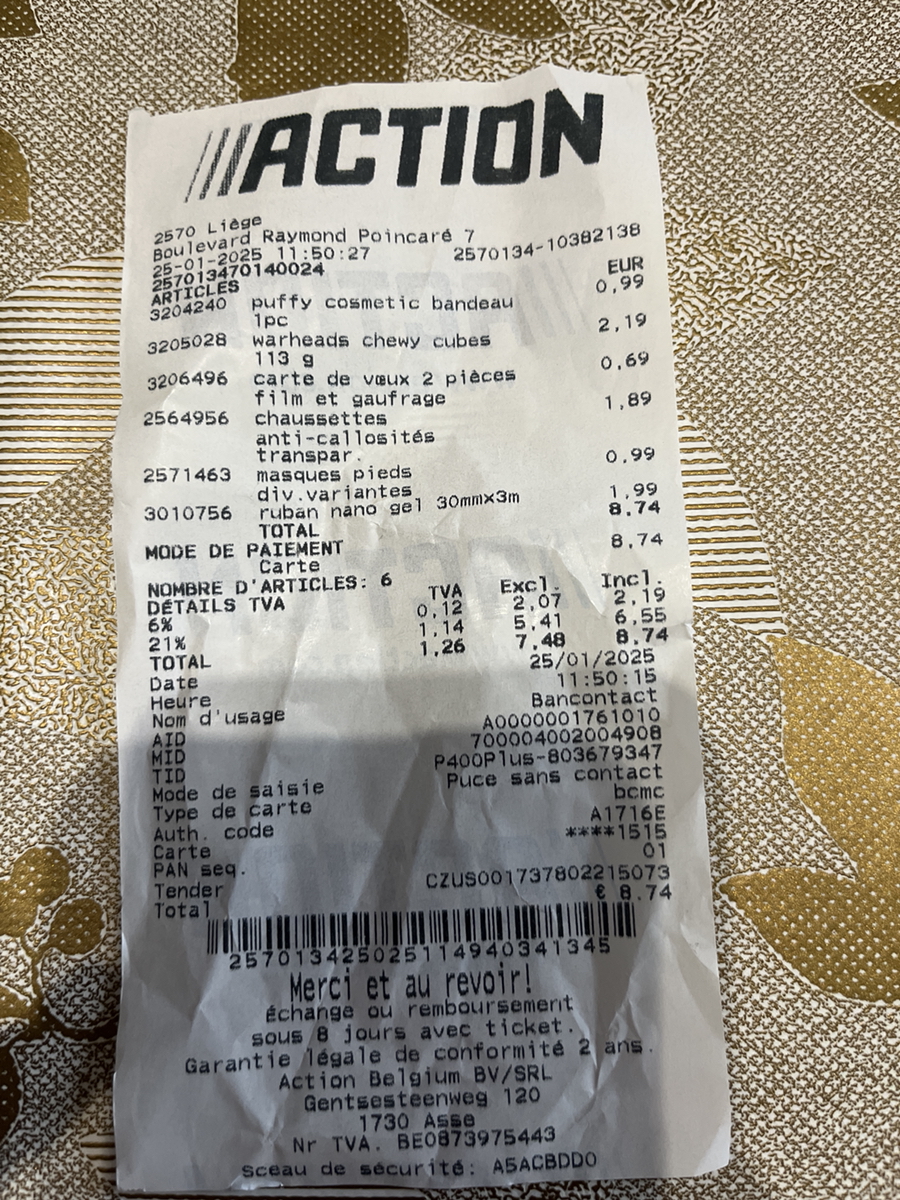 ACTION
2570 Liège
Boulevard Raymond Poincaré 7
25-01-2025 11:50:27 2570134-10382138
257013470140024
ARTICLES EUR
3204240 puffy cosmetic bandeau 0,99
1pc
3205028 warheads chewy cubes 2,19
113 g
3206496 carte de vœux 2 pièces 0,69
film et gaufrage
2564956 chaussettes 1,89
anti-callosités
transpar.
2571463 masques pieds 0,99
div.variantes
3010756 ruban nano gel 30mmx3m 1,99
TOTAL 8,74
MODE DE PAIEMENT
Carte 8,74
NOMBRE D'ARTICLES: 6
DÉTAILS TVA TVA Excl. Incl.
6% 0,12 2,07 2,19
21% 1,14 5,41 6,55
TOTAL 1,26 7,48 8,74
Date 25/01/2025
Heure 11:50:15
Nom d'usage Bancontact
AID A0000001761010
MID 700004002004908
TID P400Plus-803679347
Mode de saisie Puce sans contact
Type de carte bcmc
Auth. code A1716E
Carte ****1515
PAN seq. 01
Tender CZUS001737802215073
Total € 8,74
2570134250251149403413​45
Merci et au revoir!
échange ou remboursement
sous 8 jours avec ticket.
Garantie légale de conformité 2 ans.
Action Belgium BV/SRL
Gentsesteenweg 120
1730 Asse
Nr TVA. BE0873975443
Sceau de sécurité: A5ACBDD0